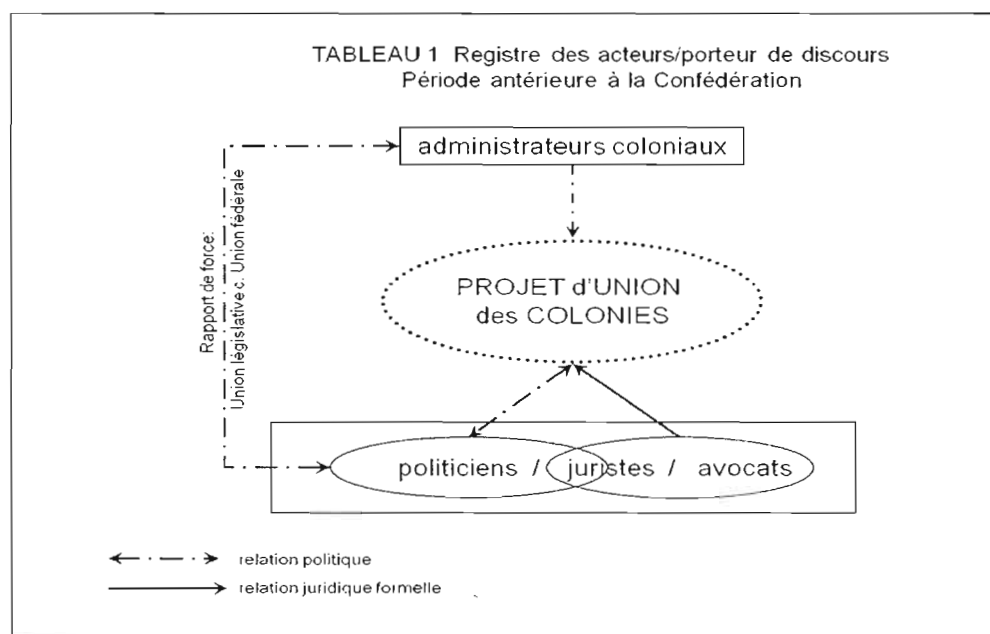 TABLEAU 1 Registre des acteurs/porteur de discours
Période antérieure à la Confédération
administrateurs coloniaux
Rapport de force:
Union législative c. Union fédérale
PROJET d'UNION
des COLONIES
politiciens / juristes / avocats
relation politique
relation juridique formelle